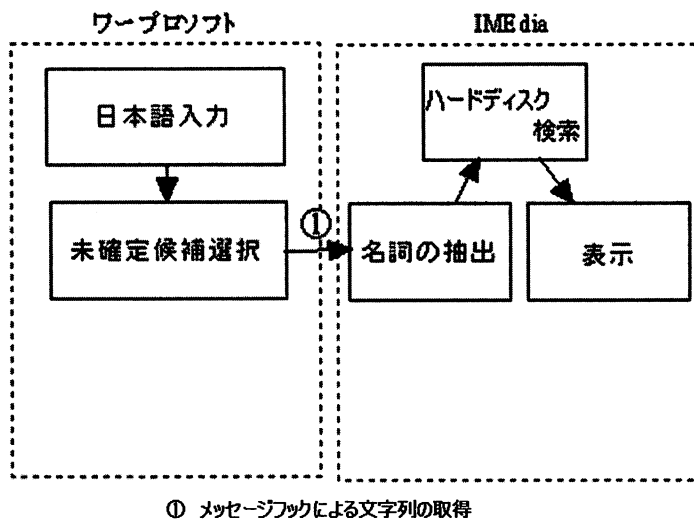 ワープロソフト
IMEdia
日本語入力
ハードディスク
検索
①
未確定候補選択
名詞の抽出
表示
① メッセージフックによる文字列の取得